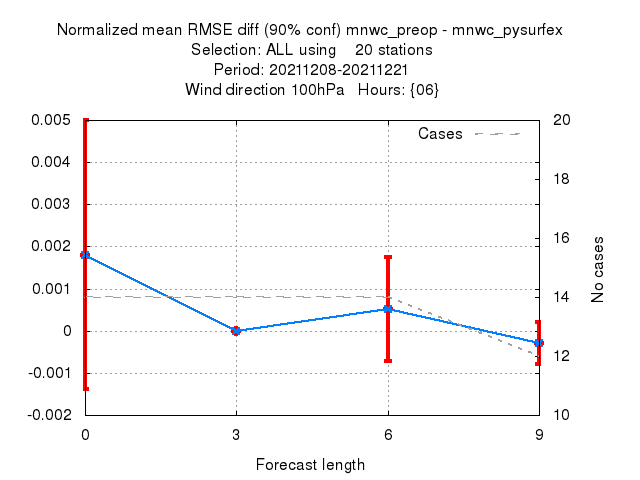 Normalized mean RMSE diff (90% conf) mnwc_preop - mnwc_pysurfex
Selection: ALL using    20 stations
Period: 20211208-20211221
Wind direction 100hPa   Hours: {06}
Cases
0.005
0.004
0.003
0.002
0.001
0
-0.001
-0.002
20
18
16
14
12
10
No cases
0 3 6 9
Forecast length